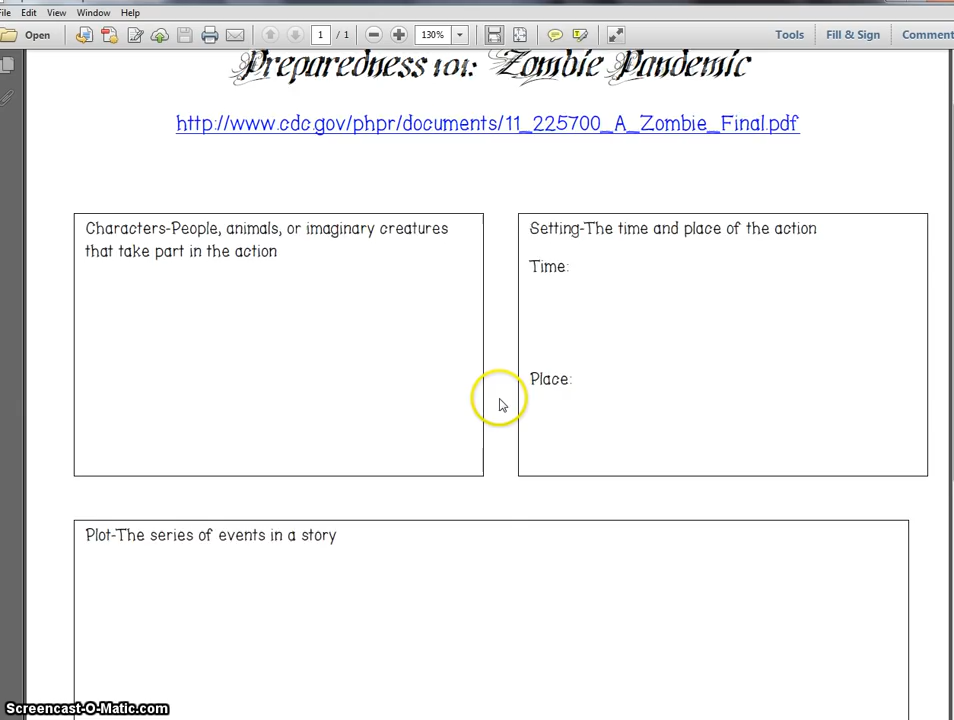 File Edit View Window Help
Open 1 / 1 130% Tools Fill & Sign Comment
Preparedness 101: Zombie Pandemic
http://www.cdc.gov/phpr/documents/11_225700_A_Zombie_Final.pdf
Characters-People, animals, or imaginary creatures
that take part in the action
Setting-The time and place of the action
Time:
Place:
Plot-The series of events in a story
Screencast-O-Matic.com